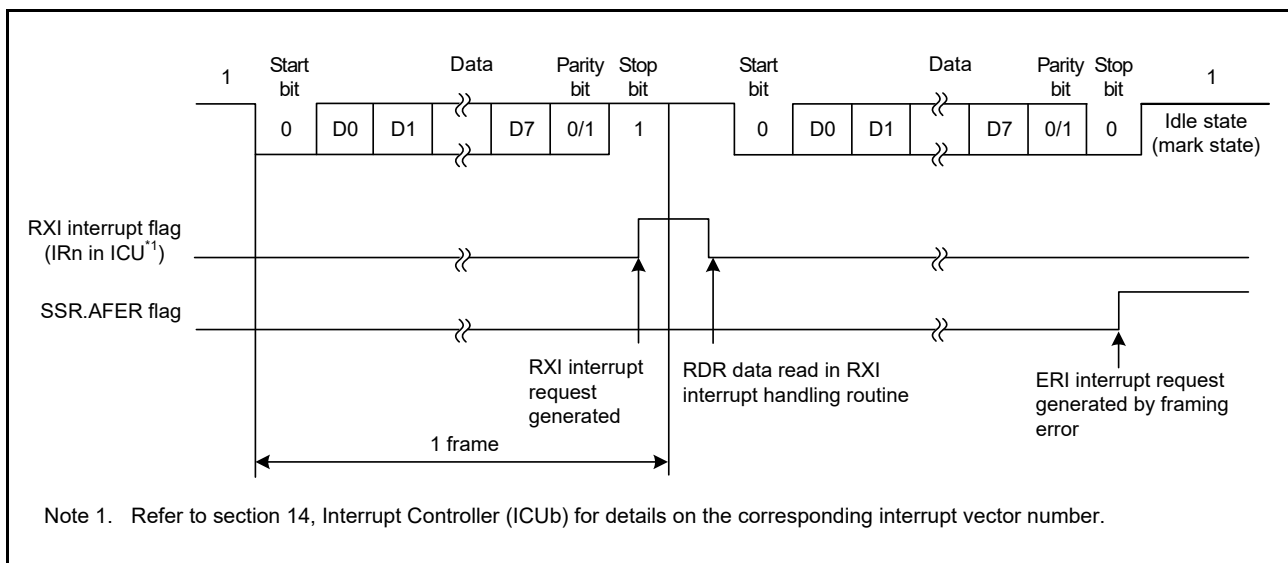 1
Start
bit
Data
Parity
bit
Stop
bit
Start
bit
Data
Parity
bit
Stop
bit
1
0 D0 D1 D7 0/1 1 0 D0 D1 D7 0/1 0
Idle state
(mark state)
RXI interrupt flag
(IRn in ICU*1)
SSR.AFER flag
RXI interrupt
request
generated
RDR data read in RXI
interrupt handling routine
ERI interrupt request
generated by framing
error
1 frame
Note 1. Refer to section 14, Interrupt Controller (ICUb) for details on the corresponding interrupt vector number.